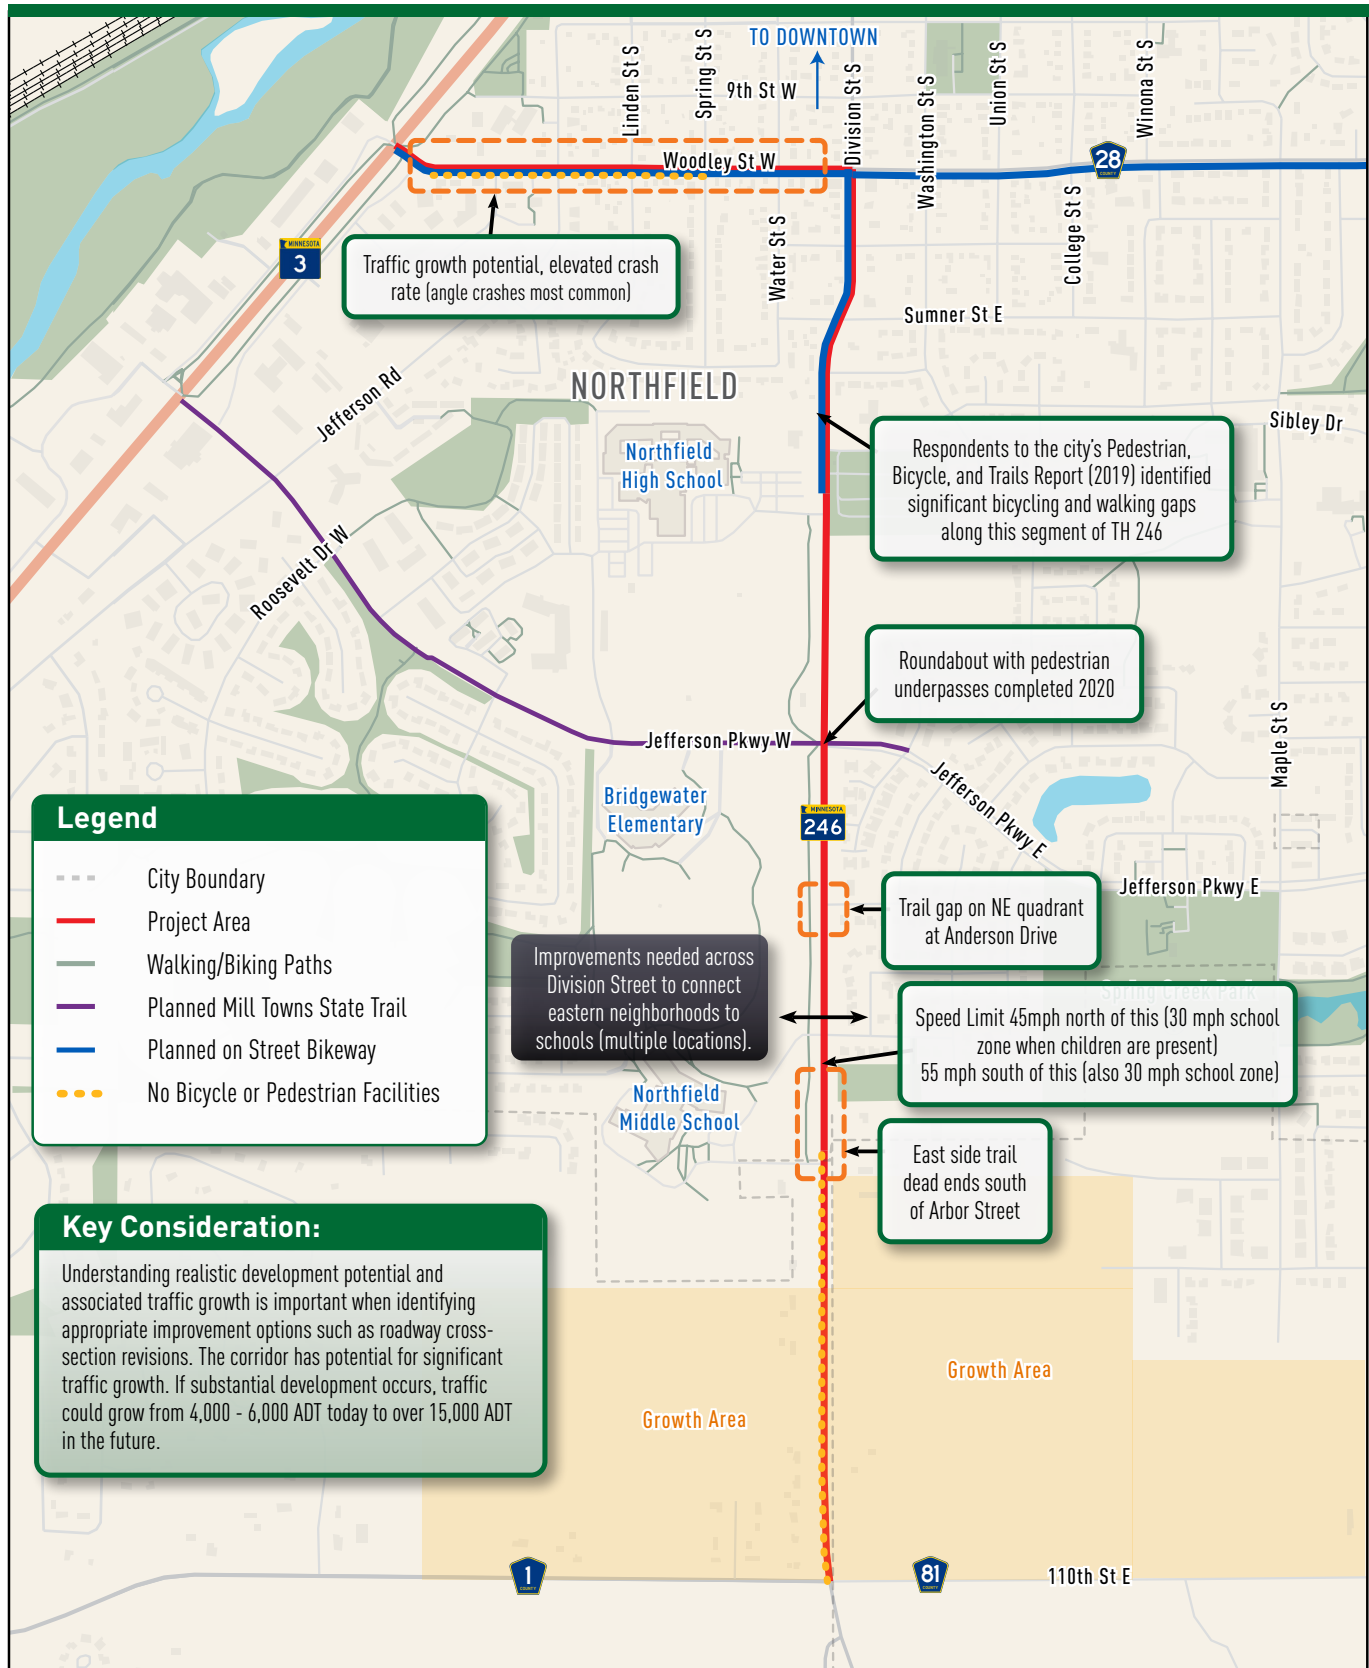 TO DOWNTOWN
Linden St S
Spring St S
9th St W
Division St S
Washington St S
Union St S
Winona St S
Woodley St W
28
COUNTY
Water St S
College St S
MINNESOTA
3
Traffic growth potential, elevated crash
rate (angle crashes most common)
Sumner St E
NORTHFIELD
Jefferson Rd
Sibley Dr
Northfield
High School
Respondents to the city's Pedestrian,
Bicycle, and Trails Report (2019) identified
significant bicycling and walking gaps
along this segment of TH 246
Roosevelt Dr W
Roundabout with pedestrian
underpasses completed 2020
Jefferson Pkwy W
Maple St S
Jefferson Pkwy E
Bridgewater
Elementary
MINNESOTA
246
Jefferson Pkwy E
Trail gap on NE quadrant
at Anderson Drive
Legend
City Boundary
Project Area
Walking/Biking Paths
Planned Mill Towns State Trail
Planned on Street Bikeway
No Bicycle or Pedestrian Facilities
Improvements needed across
Division Street to connect
eastern neighborhoods to
schools (multiple locations).
Spring Creek Park
Speed Limit 45mph north of this (30 mph school
zone when children are present)
55 mph south of this (also 30 mph school zone)
Northfield
Middle School
East side trail
dead ends south
of Arbor Street
Key Consideration:
Understanding realistic development potential and
associated traffic growth is important when identifying
appropriate improvement options such as roadway cross-
section revisions. The corridor has potential for significant
traffic growth. If substantial development occurs, traffic
could grow from 4,000 - 6,000 ADT today to over 15,000 ADT
in the future.
Growth Area
Growth Area
1
COUNTY
81
COUNTY
110th St E